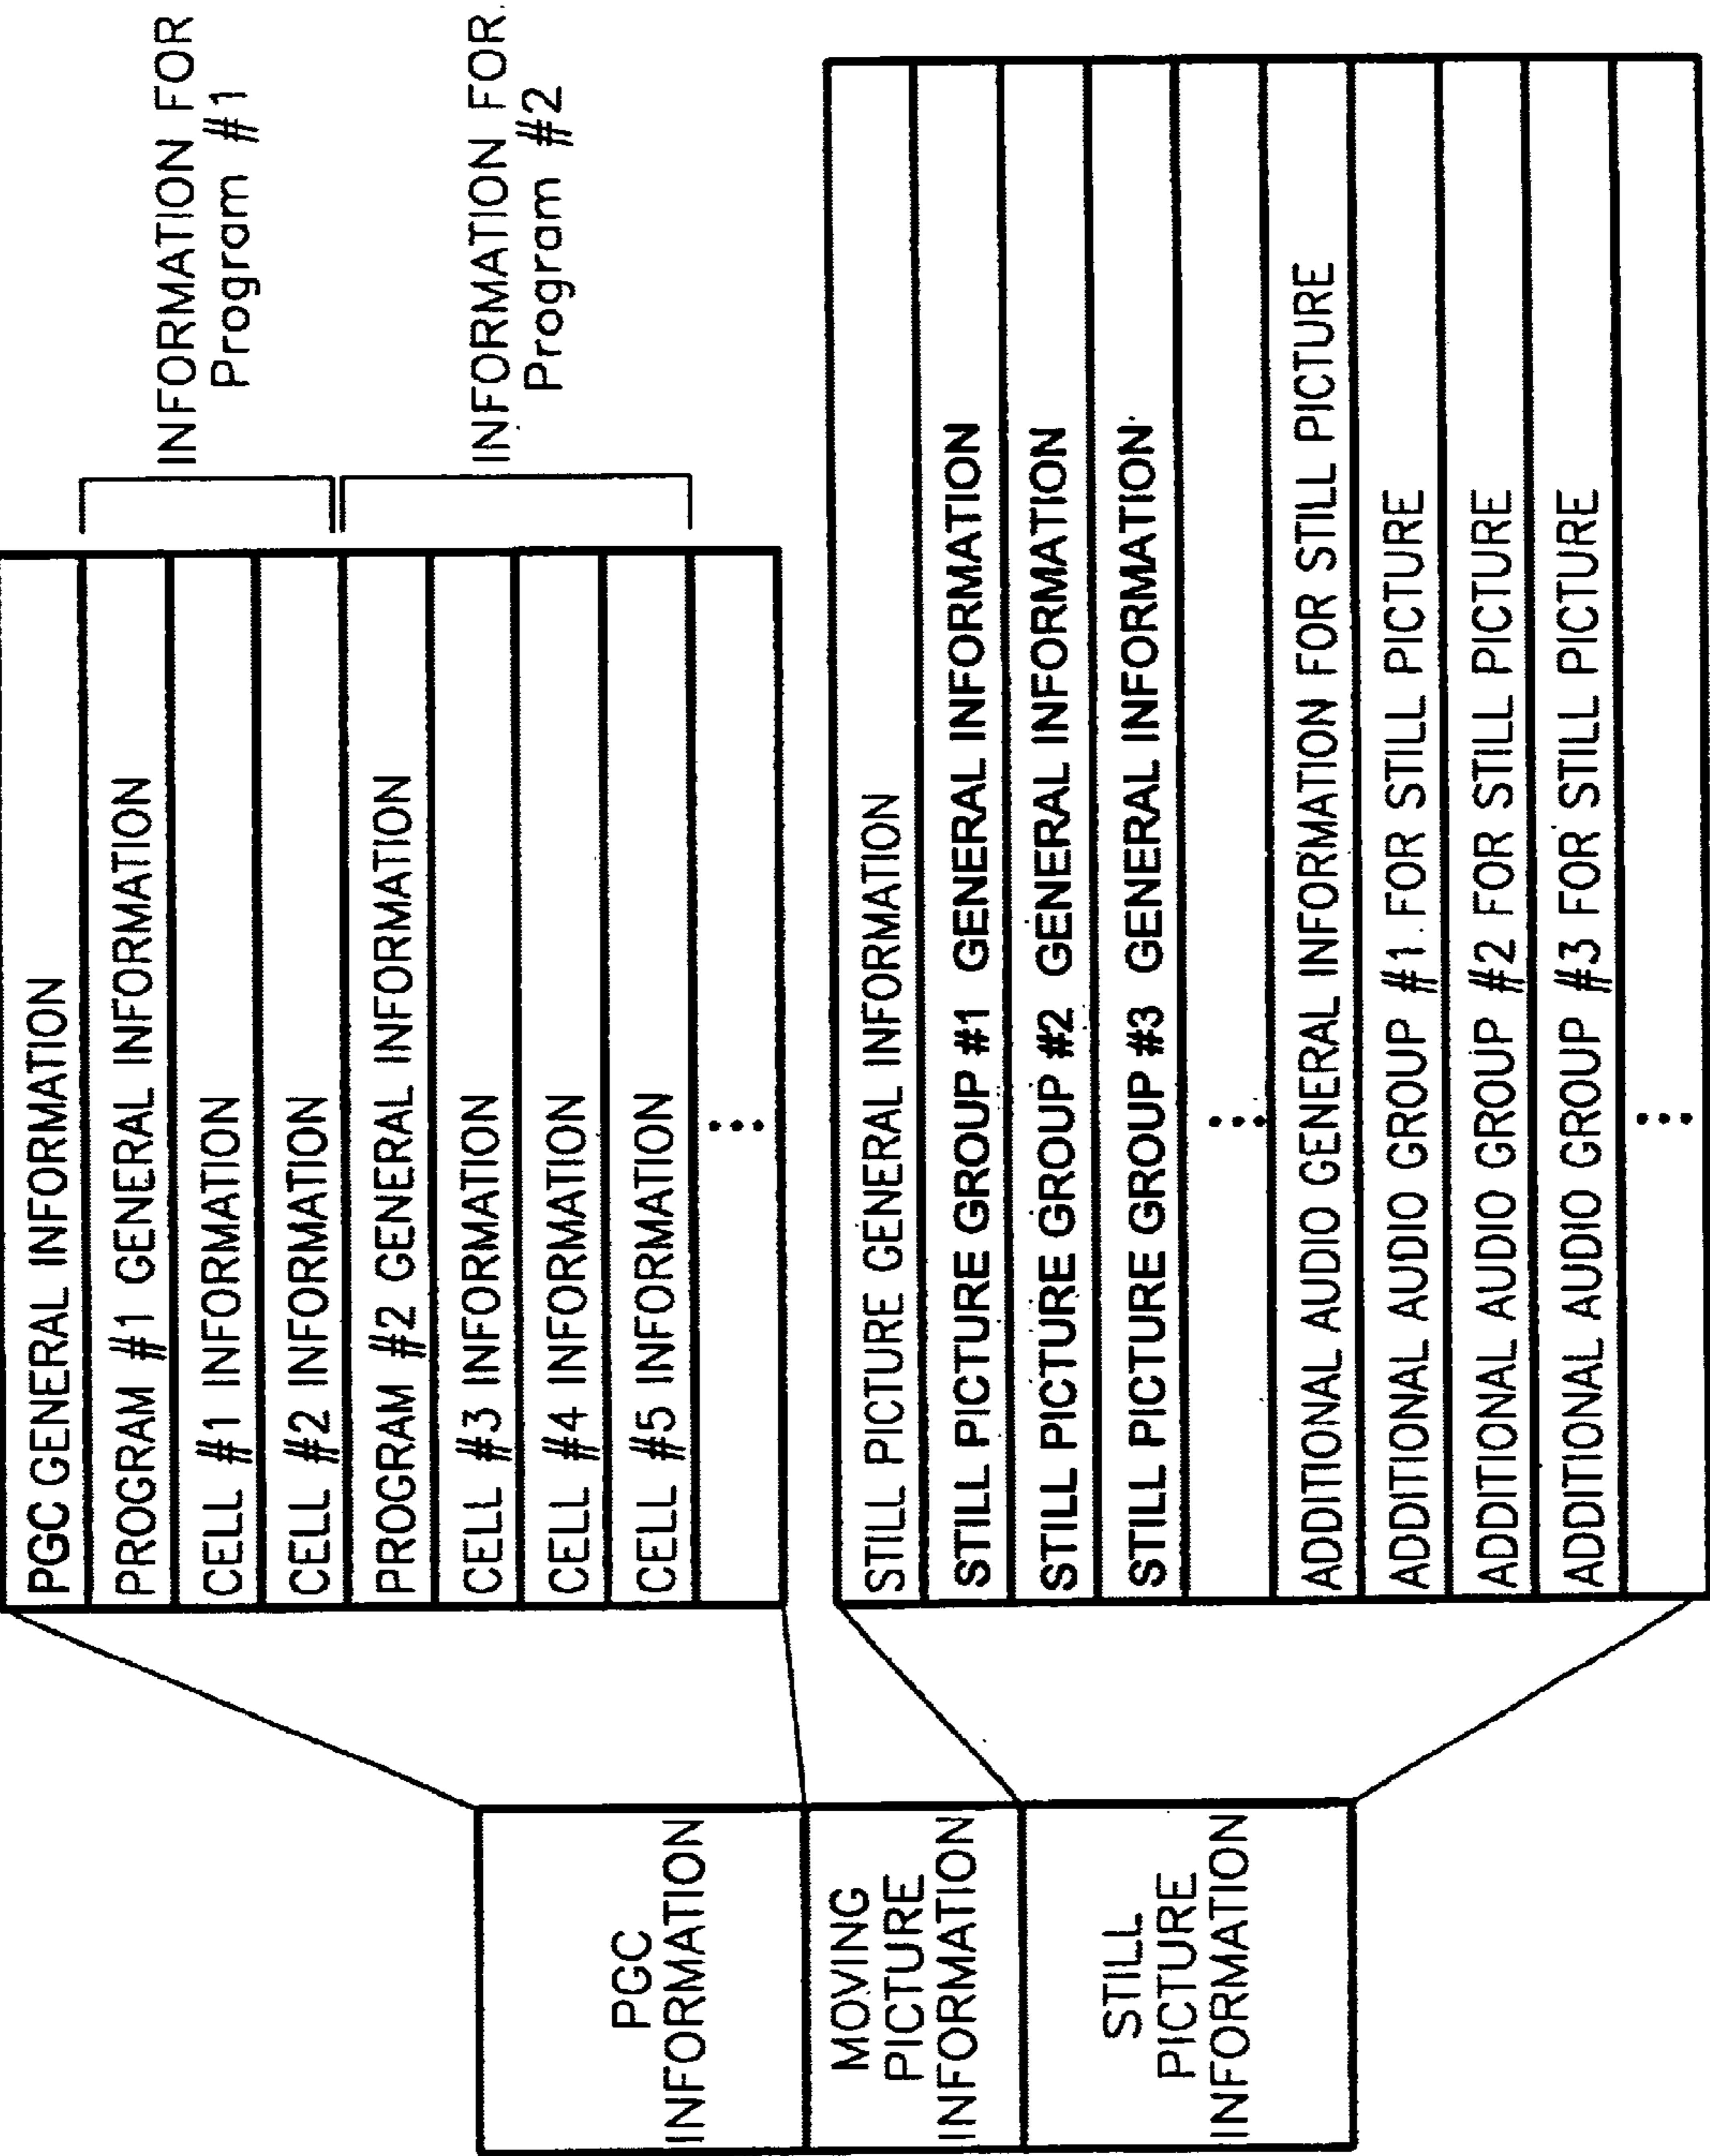 PGC
INFORMATION
MOVING
PICTURE
INFORMATION
STILL
PICTURE
INFORMATION
PGC GENERAL INFORMATION
PROGRAM #1 GENERAL INFORMATION
CELL #1 INFORMATION
CELL #2 INFORMATION
PROGRAM #2 GENERAL INFORMATION
CELL #3 INFORMATION
CELL #4 INFORMATION
CELL #5 INFORMATION
...
INFORMATION FOR
Program #1
INFORMATION FOR
Program #2
STILL PICTURE GENERAL INFORMATION
STILL PICTURE GROUP #1 GENERAL INFORMATION
STILL PICTURE GROUP #2 GENERAL INFORMATION
STILL PICTURE GROUP #3 GENERAL INFORMATION
...
ADDITIONAL AUDIO GENERAL INFORMATION FOR STILL PICTURE
ADDITIONAL AUDIO GROUP #1 FOR STILL PICTURE
ADDITIONAL AUDIO GROUP #2 FOR STILL PICTURE
ADDITIONAL AUDIO GROUP #3 FOR STILL PICTURE
...